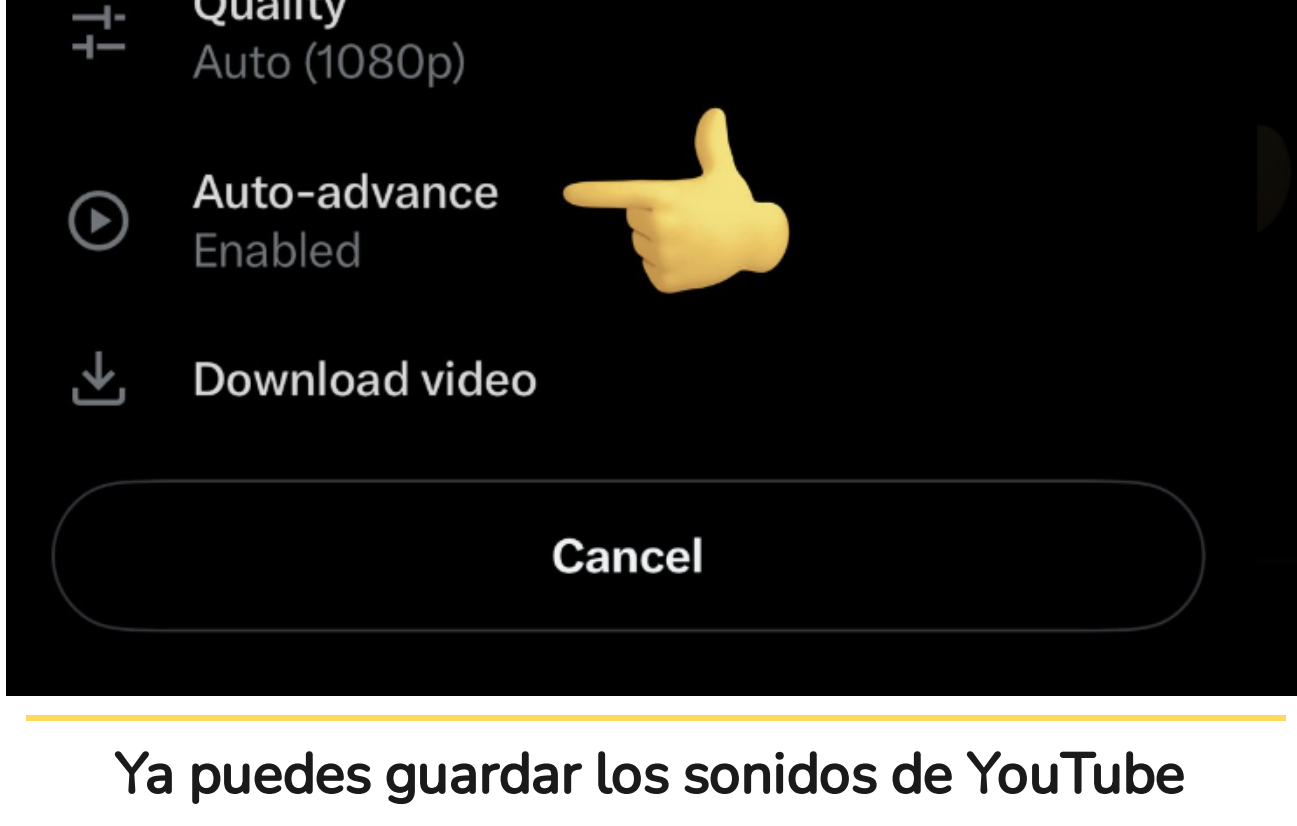 Quality
Auto (1080p)
Auto-advance
Enabled
Download video
Cancel
Ya puedes guardar los sonidos de YouTube